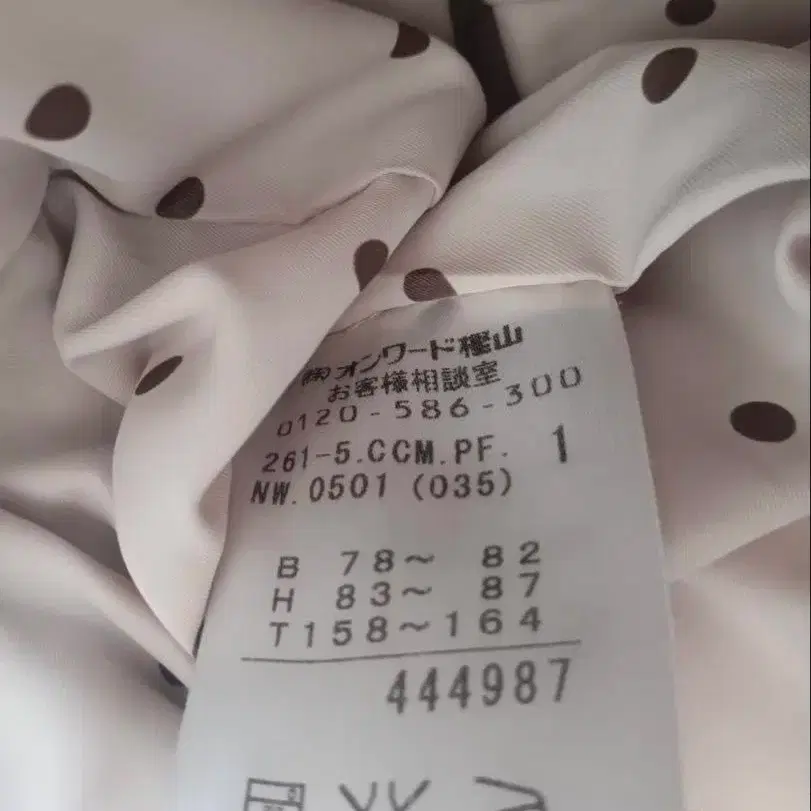 ㈱オンワード樫山
お客様相談室
0120-586-300
261-5.CCM.PF. 1
NW.0501 (035)
B 78～ 82
H 83～ 87
T158～164
444987